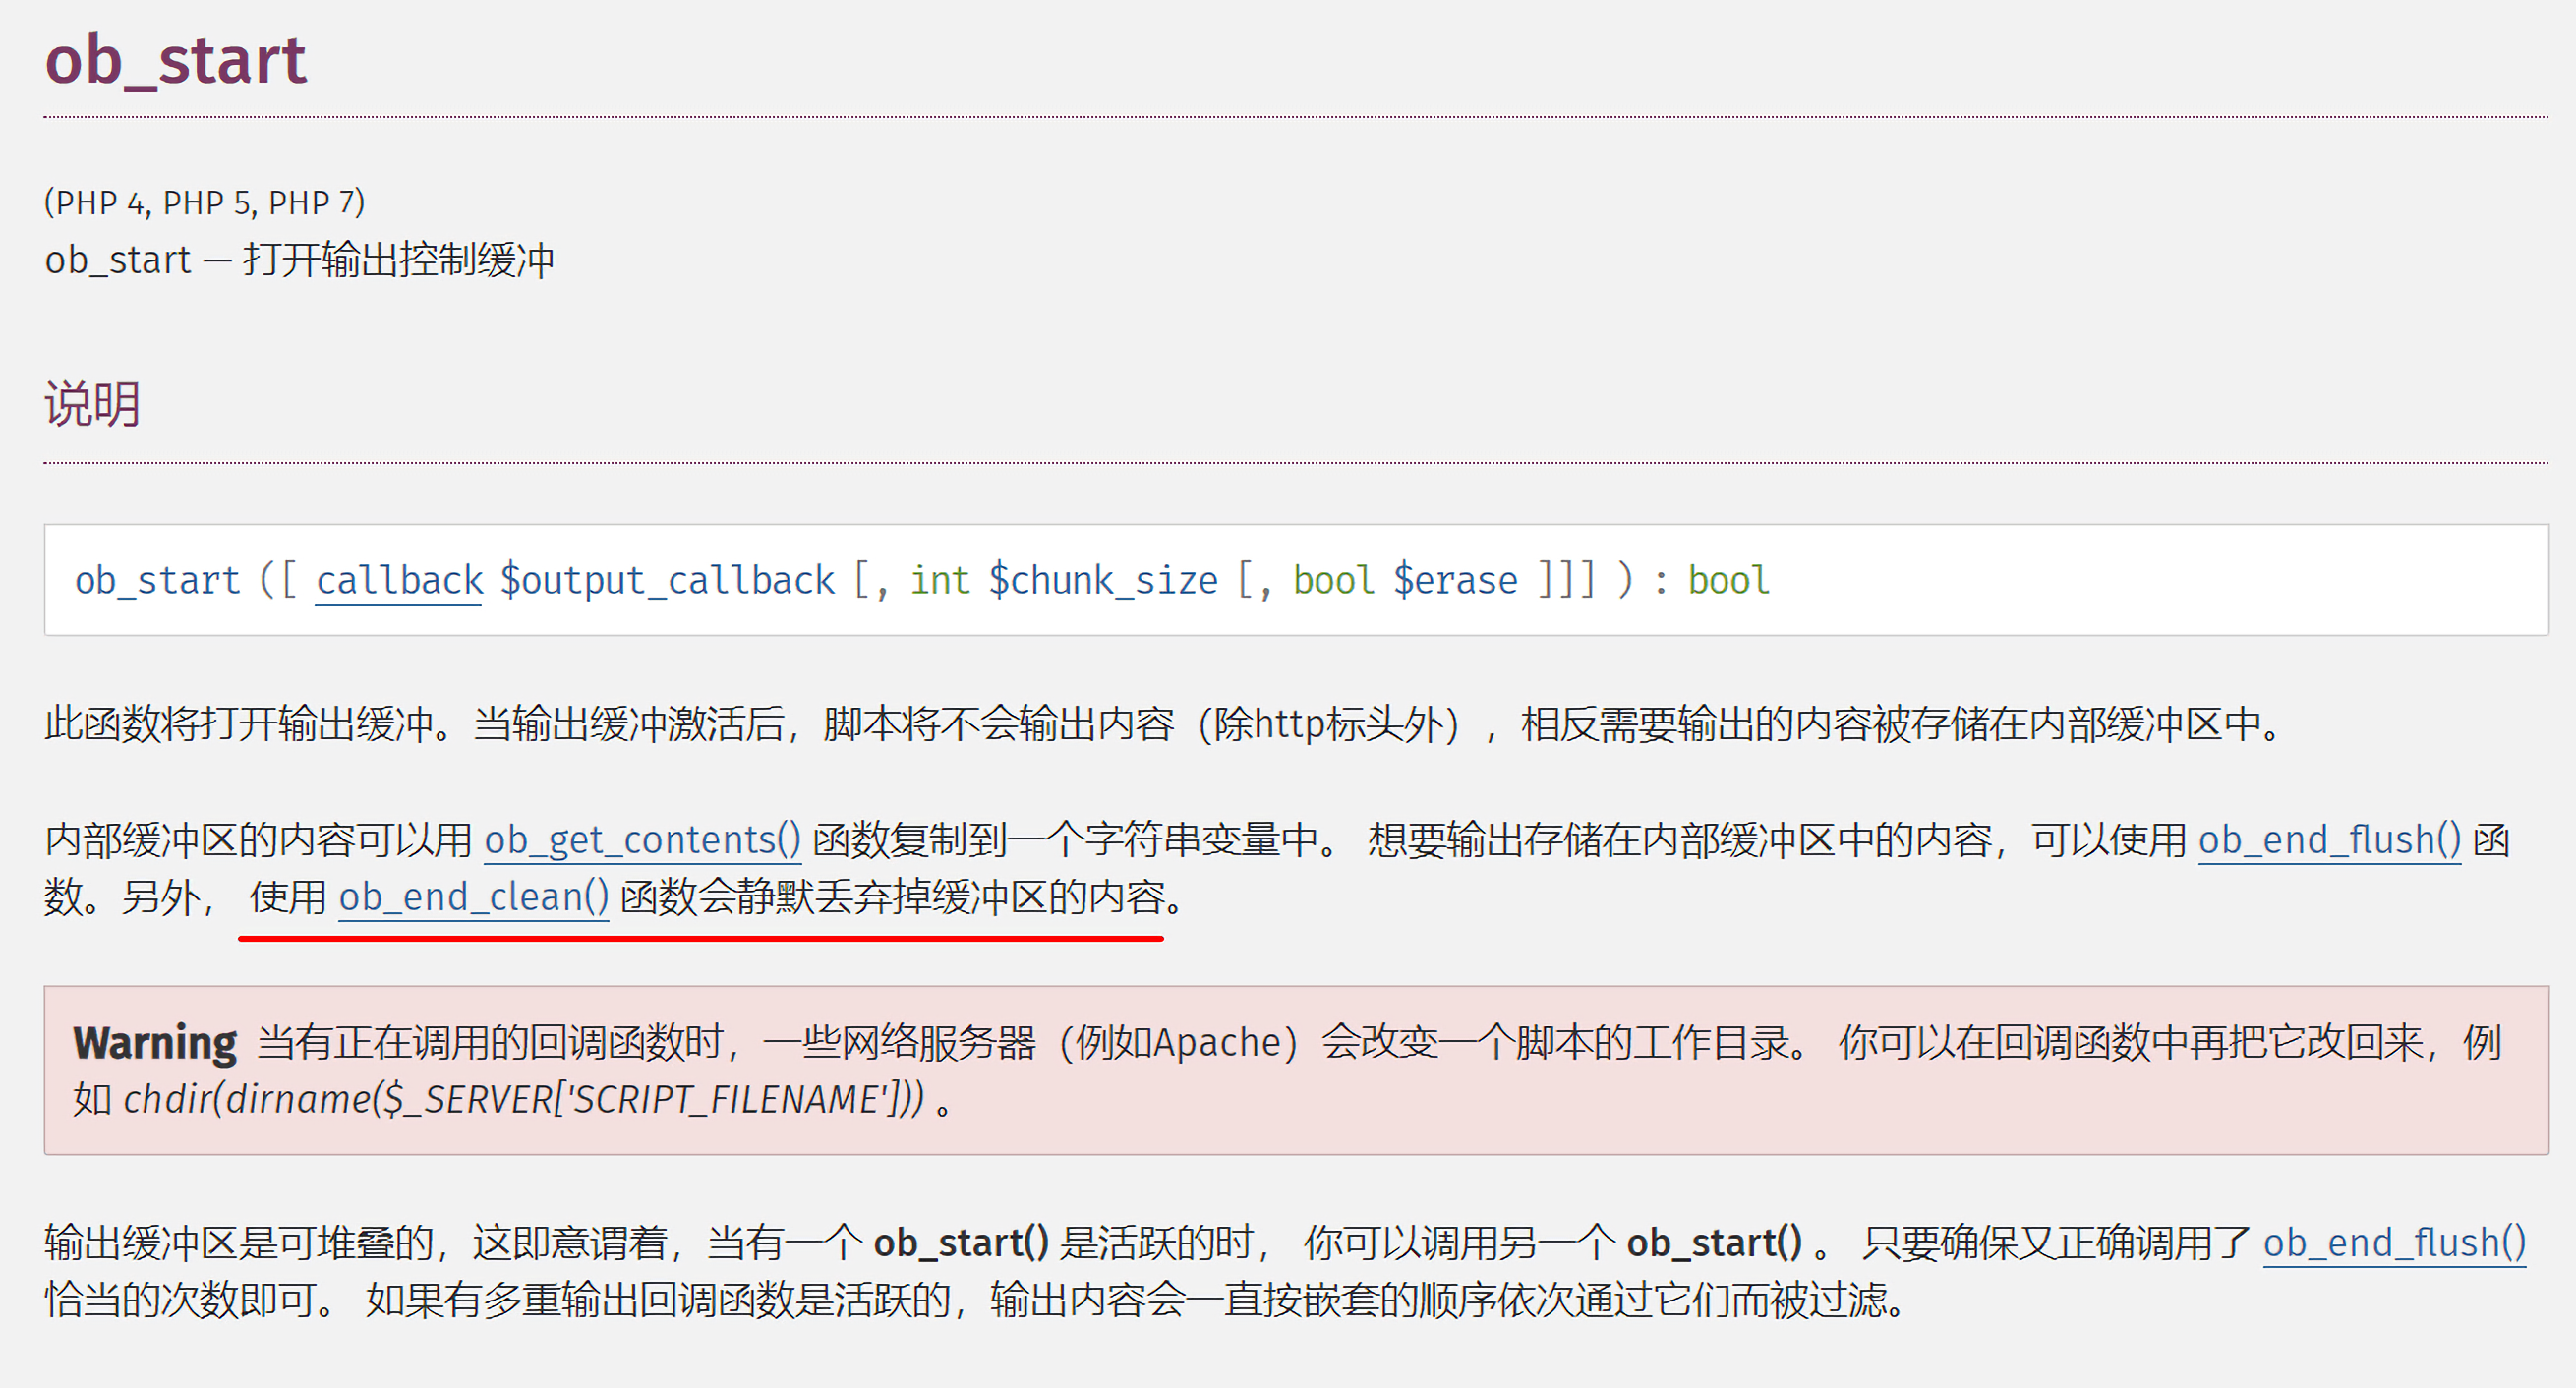 ob_start
(PHP 4, PHP 5, PHP 7)
ob_start — 打开输出控制缓冲
说明
ob_start ([ callback $output_callback [, int $chunk_size [, bool $erase ]]] ) : bool
此函数将打开输出缓冲。当输出缓冲激活后，脚本将不会输出内容（除http标头外），相反需要输出的内容被存储在内部缓冲区中。
内部缓冲区的内容可以用 ob_get_contents() 函数复制到一个字符串变量中。 想要输出存储在内部缓冲区中的内容，可以使用 ob_end_flush() 函
数。另外， 使用 ob_end_clean() 函数会静默丢弃掉缓冲区的内容。
Warning 当有正在调用的回调函数时，一些网络服务器（例如Apache）会改变一个脚本的工作目录。 你可以在回调函数中再把它改回来，例
如 chdir(dirname($_SERVER['SCRIPT_FILENAME'])) 。
输出缓冲区是可堆叠的，这即意谓着，当有一个 ob_start() 是活跃的时， 你可以调用另一个 ob_start() 。 只要确保又正确调用了 ob_end_flush()
恰当的次数即可。 如果有多重输出回调函数是活跃的，输出内容会一直按嵌套的顺序依次通过它们而被过滤。